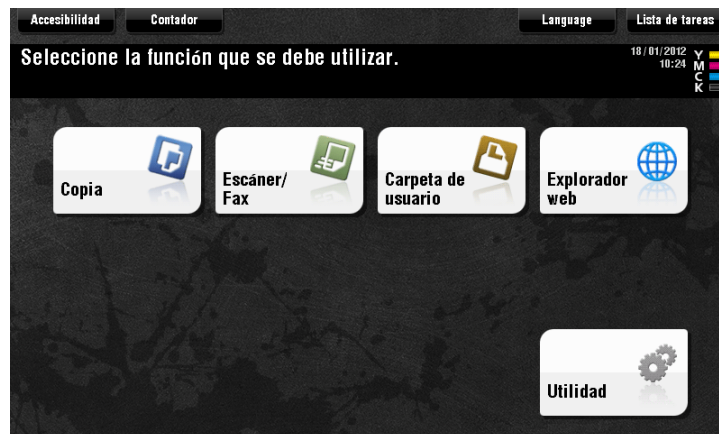 Accesibilidad
Contador
Language
Lista de tareas
Seleccione la función que se debe utilizar.
18/01/2012
10:24
Y
M
C
K
Copia
Escáner/
Fax
Carpeta de
usuario
Explorador
web
Utilidad